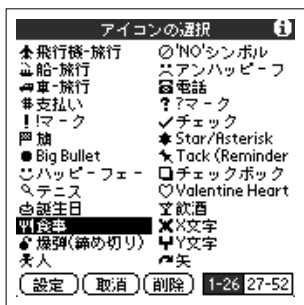 アイコンの選択
飛行機-旅行
船-旅行
車-旅行
支払い
!マーク
旗
Big Bullet
ハッピーフェー
テニス
誕生日
食事
爆弾(締め切り)
人
'NO'シンボル
アンハッピーフ
電話
?マーク
チェック
Star/Asterisk
Tack (Reminder
チェックボック
Valentine Heart
飲酒
X文字
Y文字
矢
設定 取消 削除 1-26 27-52